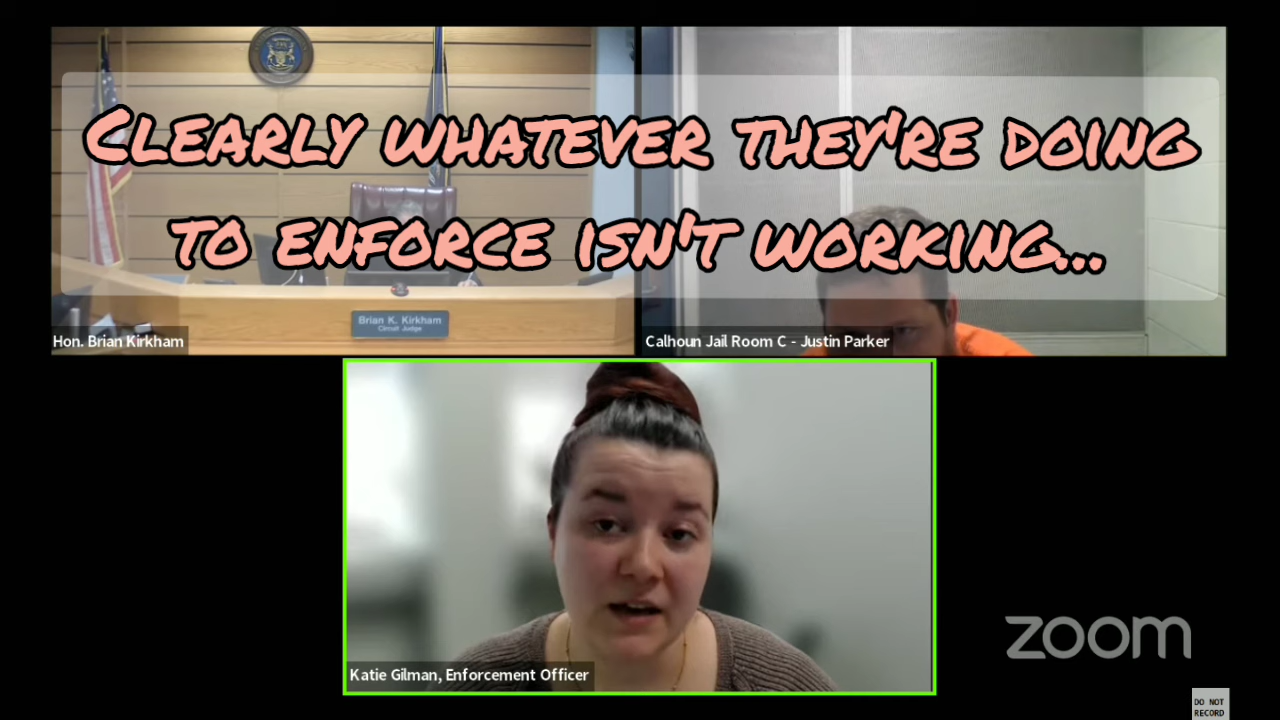 Clearly whatever they're doing
to enforce isn't working...
Brian K. Kirkham
Circuit Judge
Hon. Brian Kirkham
Calhoun Jail Room C - Justin Parker
Katie Gilman, Enforcement Officer
zoom
DO NOT
RECORD